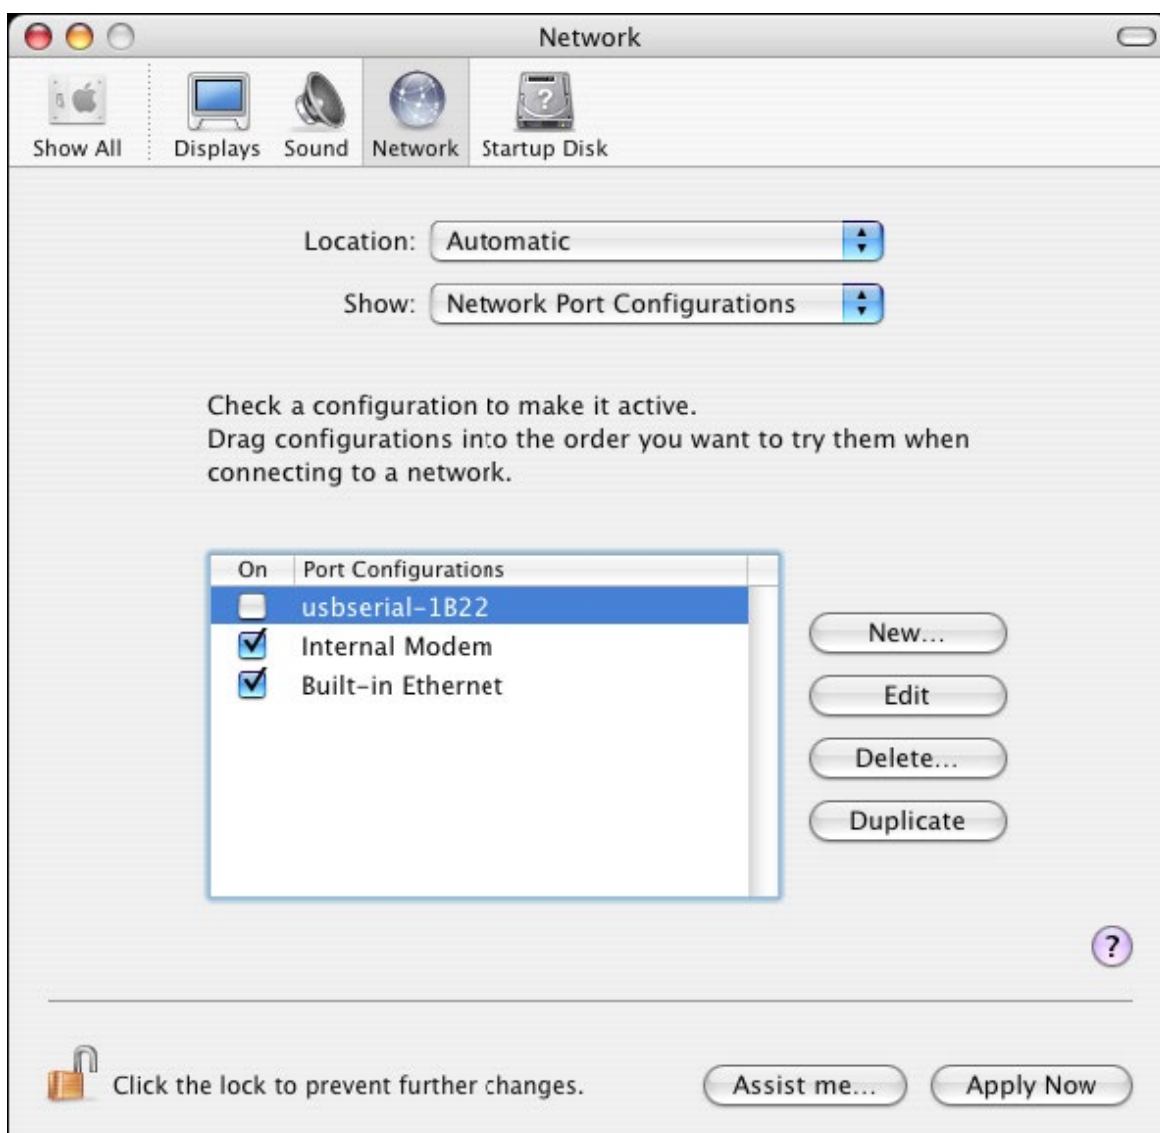 Network
Show All
Displays
Sound
Network
Startup Disk
Location: Automatic
Show: Network Port Configurations
Check a configuration to make it active.
Drag configurations into the order you want to try them when
connecting to a network.
On Port Configurations
usbserial-1B22
Internal Modem
Built-in Ethernet
New...
Edit
Delete...
Duplicate
?
Click the lock to prevent further changes.
Assist me...
Apply Now